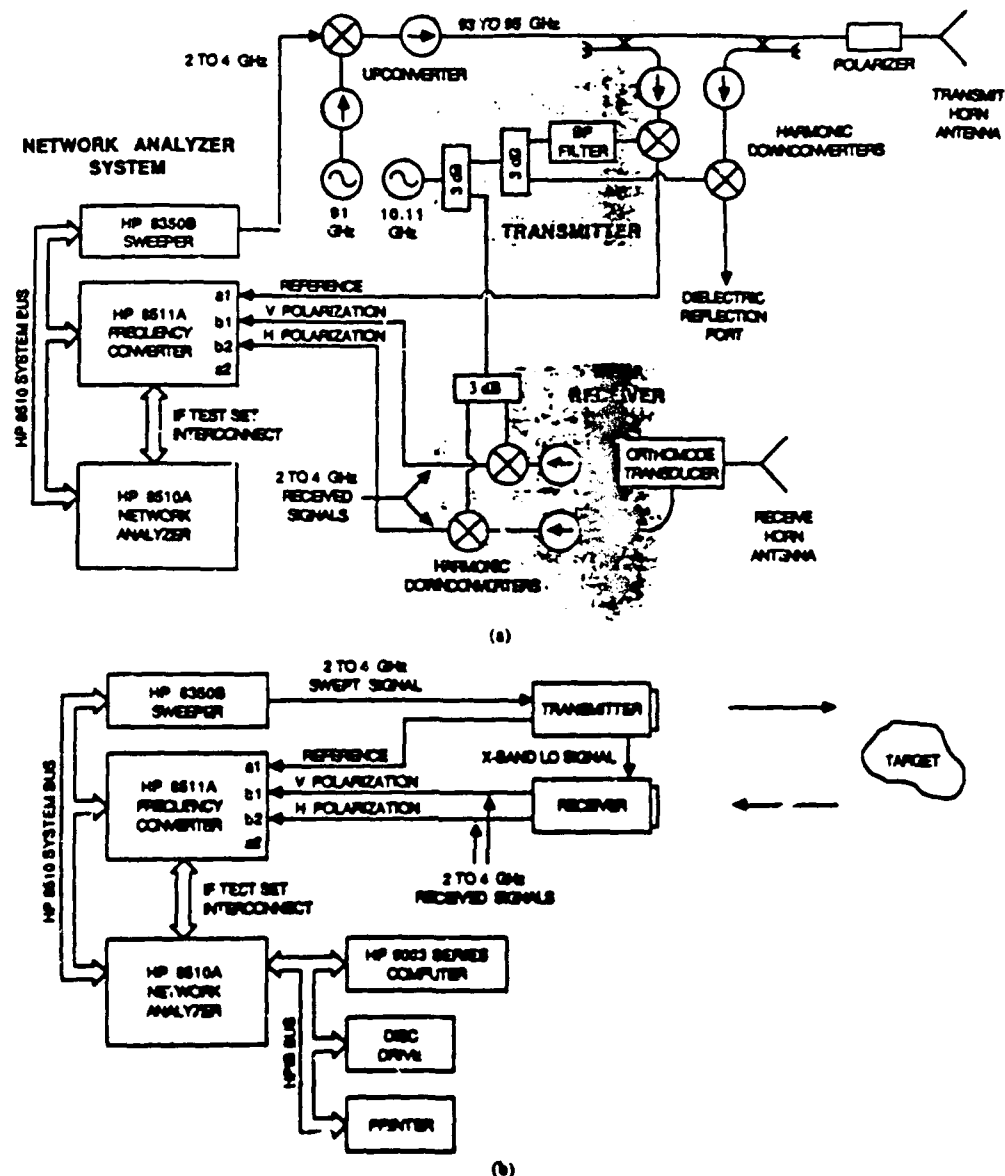 93 TO 95 GHz
2 TO 4 GHz
UPCONVERTER
POLARIZER
TRANSMIT
HORN
ANTENNA
HARMONIC
DOWNCONVERTERS
NETWORK ANALYZER
SYSTEM
BP
FILTER
3 dB
3 dB
91
GHz
10.11
GHz
TRANSMITTER
HP 8350B
SWEEPER
HP 8510 SYSTEM BUS
HP 8511A
FREQUENCY
CONVERTER
a1
b1
b2
a2
REFERENCE
V POLARIZATION
H POLARIZATION
DIELECTRIC
REFLECTION
PORT
3 dB
RECEIVER
IF TEST SET
INTERCONNECT
ORTHOMODE
TRANSDUCER
2 TO 4 GHz
RECEIVED
SIGNALS
HP 8510A
NETWORK
ANALYZER
RECEIVE
HORN
ANTENNA
HARMONIC
DOWNCONVERTERS
(a)
2 TO 4 GHz
SWEPT SIGNAL
HP 8350B
SWEEPER
TRANSMITTER
HP 8510 SYSTEM BUS
REFERENCE
X-BAND LO SIGNAL
TARGET
HP 8511A
FREQUENCY
CONVERTER
a1
b1
b2
a2
V POLARIZATION
H POLARIZATION
RECEIVER
2 TO 4 GHz
RECEIVED SIGNALS
IF TEST SET
INTERCONNECT
HP 8510A
NETWORK
ANALYZER
HP SERIES
COMPUTER
HPIB BUS
DISC
DRIVE
PRINTER
(b)